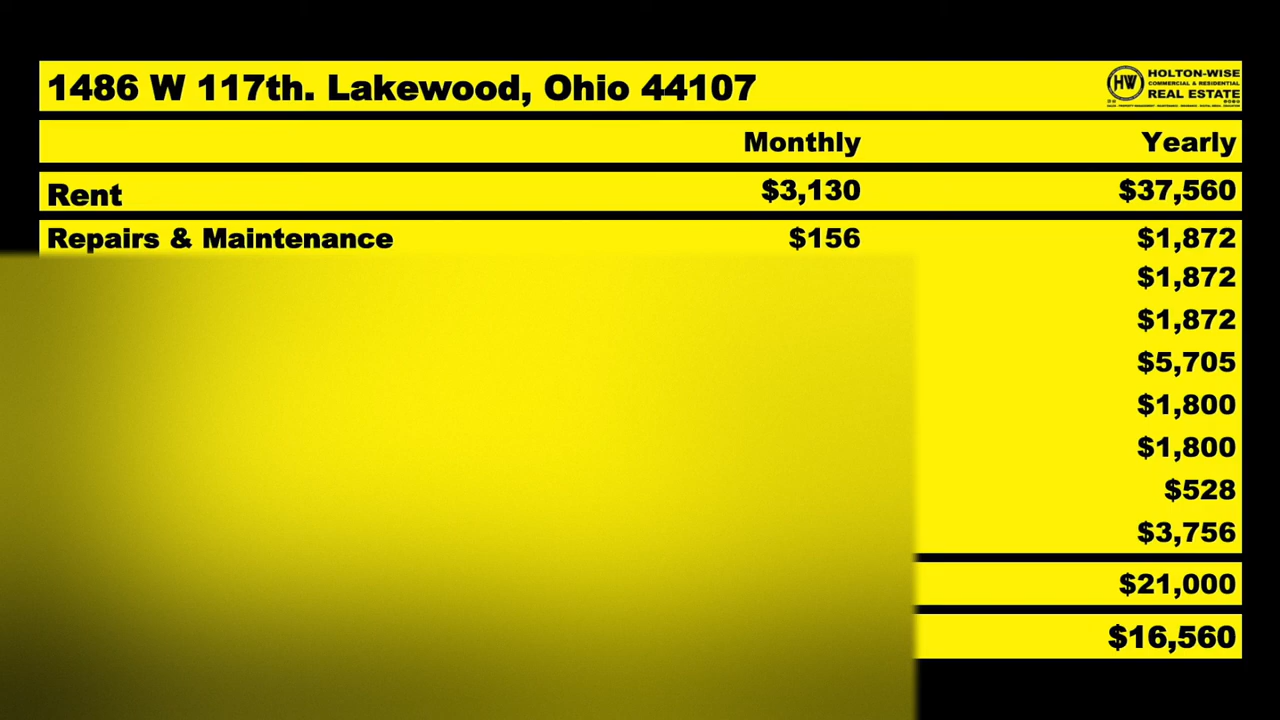 1486 W 117th. Lakewood, Ohio 44107
HW
HOLTON-WISE
COMMERCIAL & RESIDENTIAL
REAL ESTATE
Monthly Yearly
Rent $3,130 $37,560
Repairs & Maintenance $156 $1,872
$1,872
$1,872
$5,705
$1,800
$1,800
$528
$3,756
$21,000
$16,560